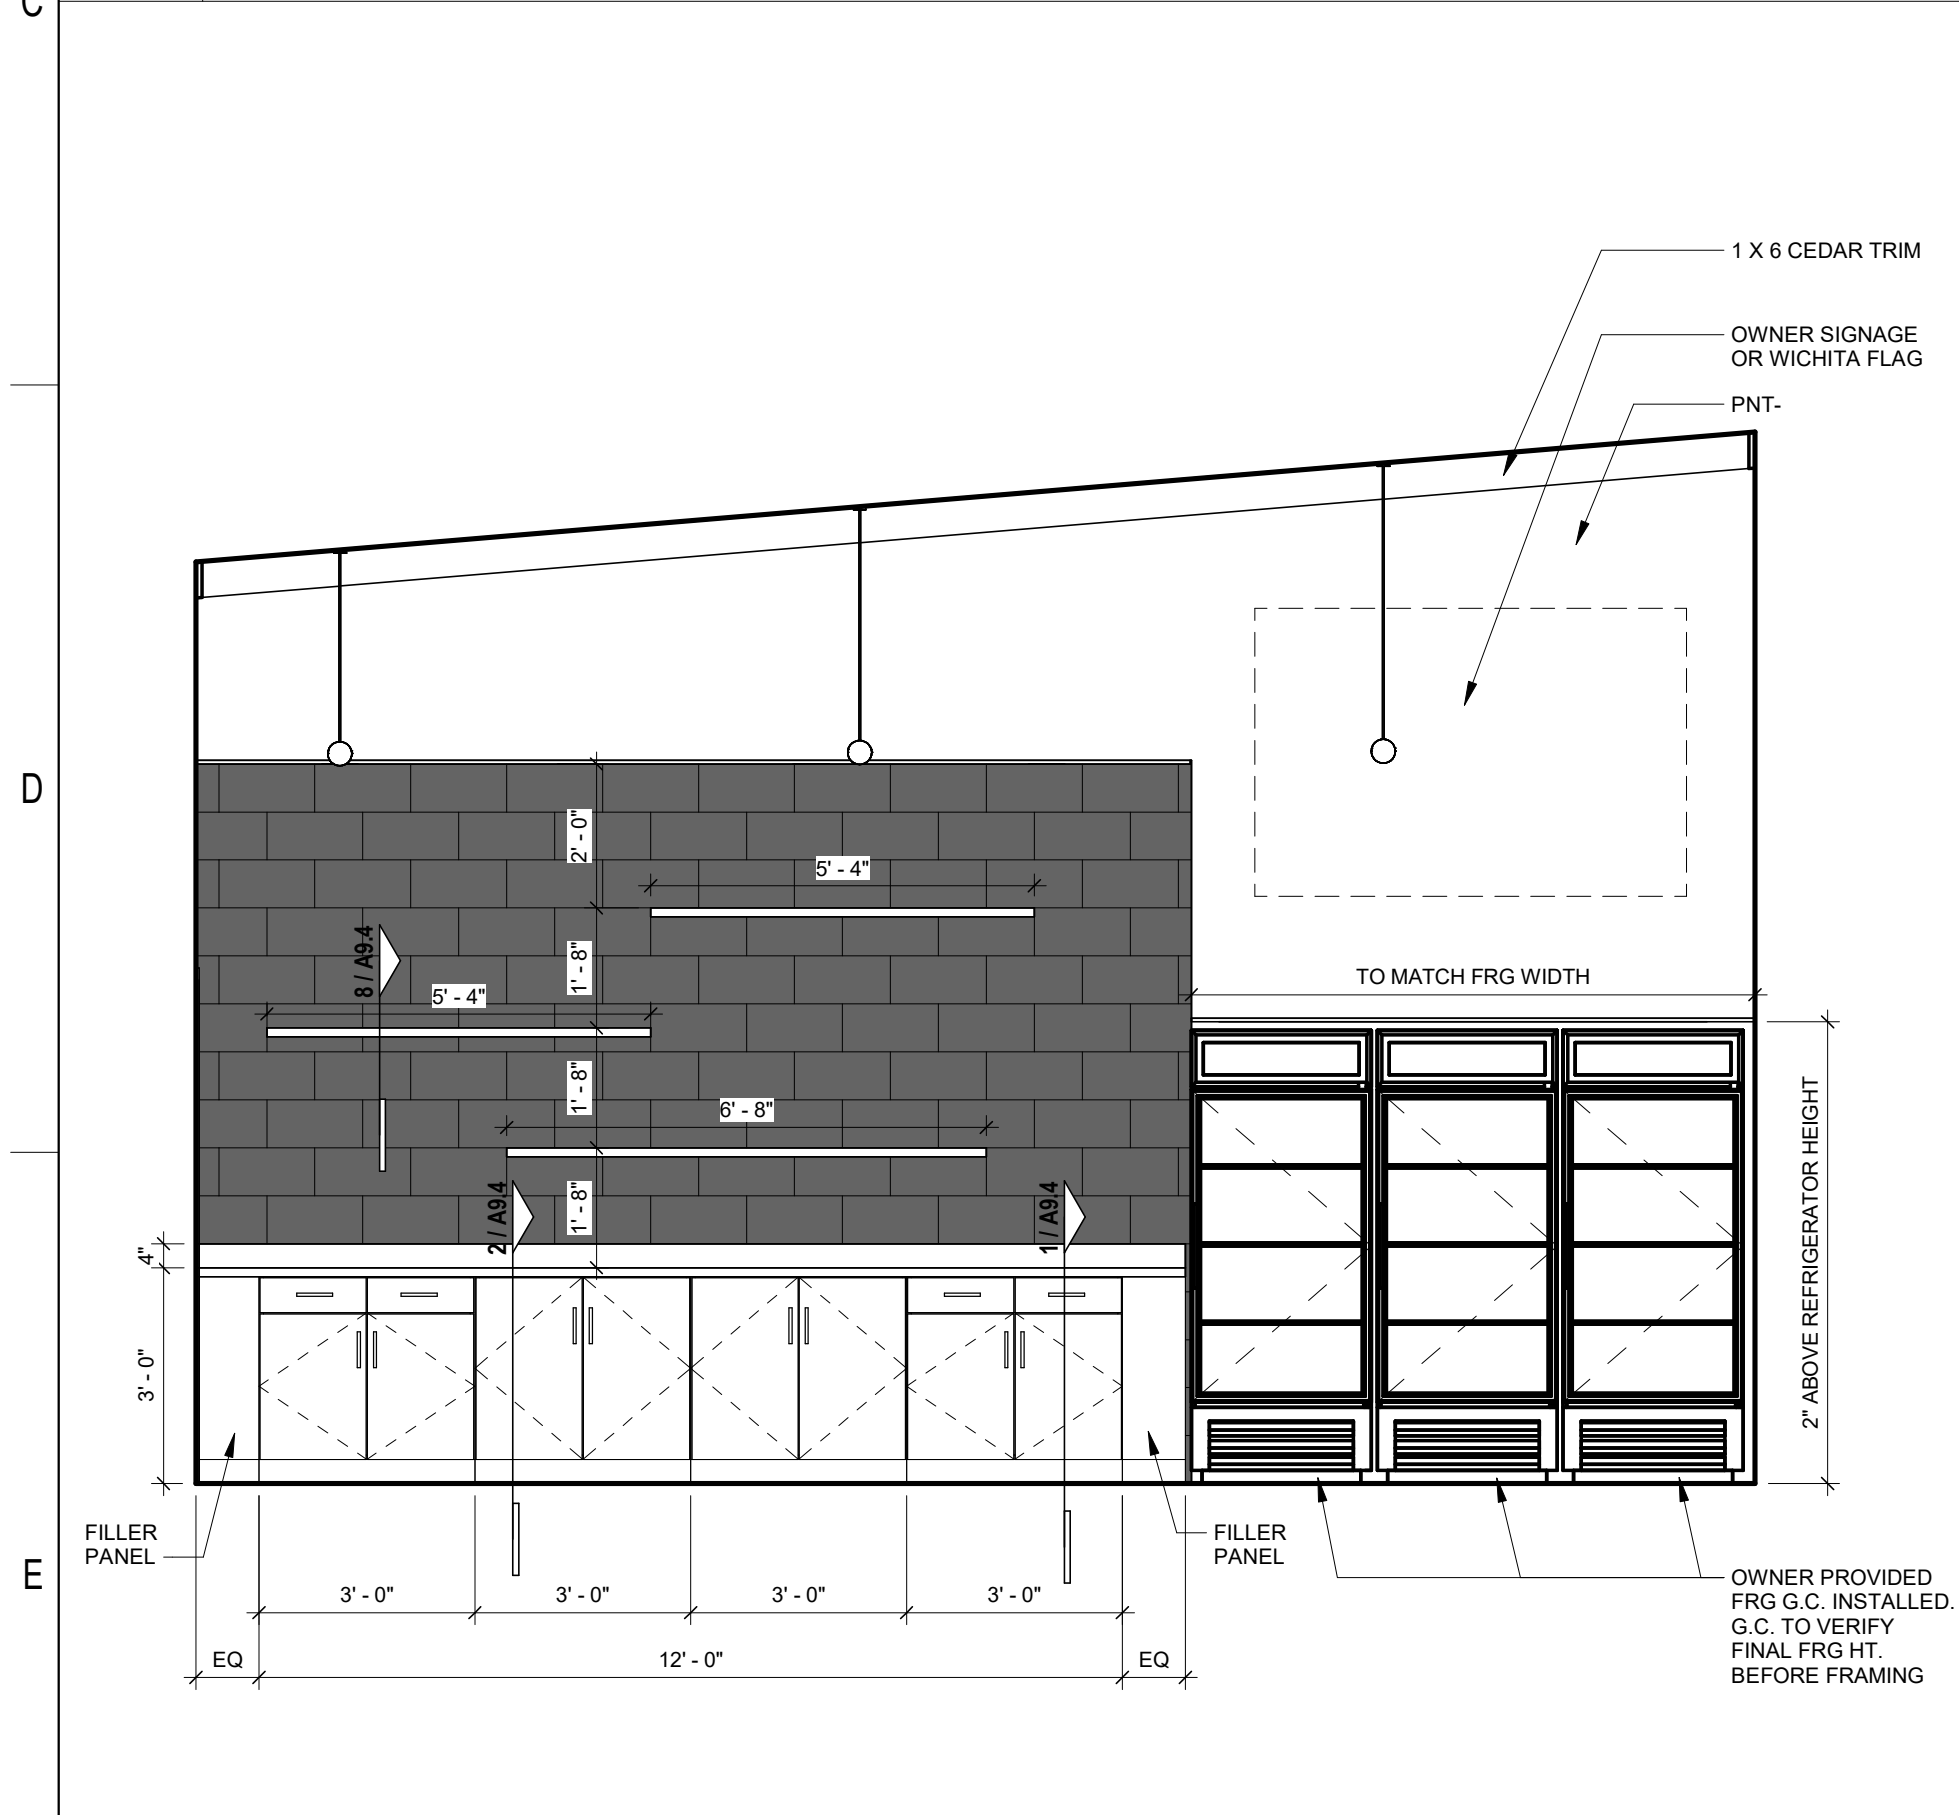 C
1 X 6 CEDAR TRIM
OWNER SIGNAGE
OR WICHITA FLAG
PNT-
D
2' - 0"
5' - 4"
8 / A9.4
1' - 8"
5' - 4"
TO MATCH FRG WIDTH
1' - 8"
6' - 8"
2 / A9.4
1' - 8"
1 / A9.4
4"
3' - 0"
2" ABOVE REFRIGERATOR HEIGHT
FILLER
PANEL
FILLER
PANEL
E
3' - 0"
3' - 0"
3' - 0"
3' - 0"
EQ
12' - 0"
EQ
OWNER PROVIDED
FRG G.C. INSTALLED.
G.C. TO VERIFY
FINAL FRG HT.
BEFORE FRAMING